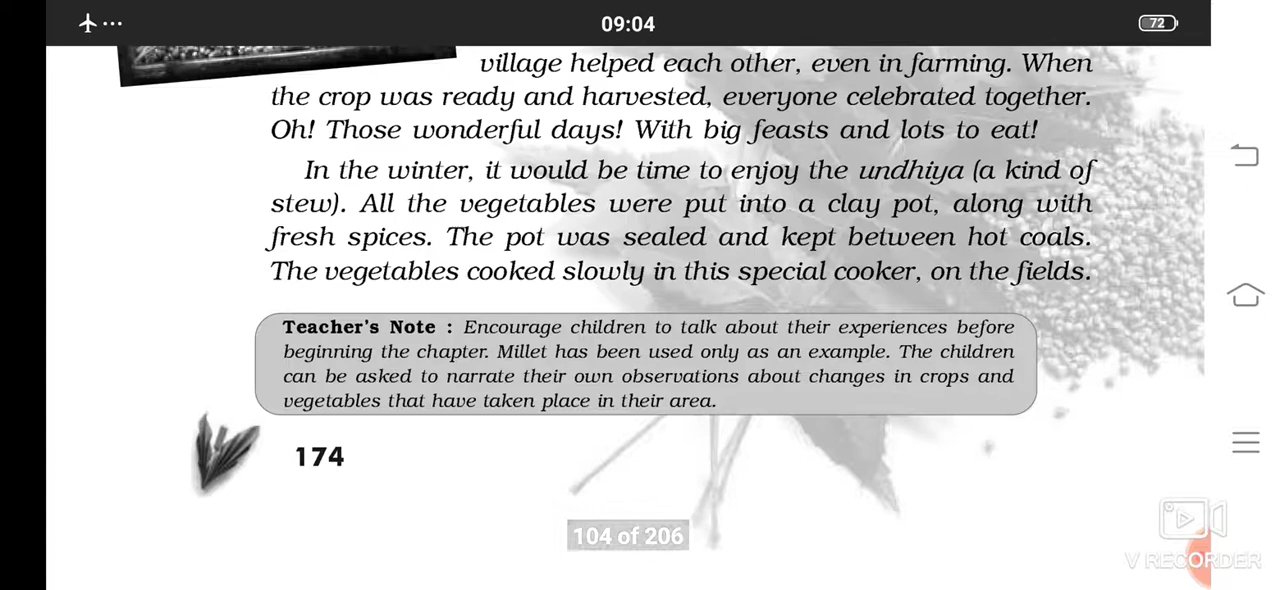 09:04
72
village helped each other, even in farming. When
the crop was ready and harvested, everyone celebrated together.
Oh! Those wonderful days! With big feasts and lots to eat!
In the winter, it would be time to enjoy the undhiya (a kind of
stew). All the vegetables were put into a clay pot, along with
fresh spices. The pot was sealed and kept between hot coals.
The vegetables cooked slowly in this special cooker, on the fields.
Teacher's Note : Encourage children to talk about their experiences before
beginning the chapter. Millet has been used only as an example. The children
can be asked to narrate their own observations about changes in crops and
vegetables that have taken place in their area.
174
104 of 206
V RECORDER